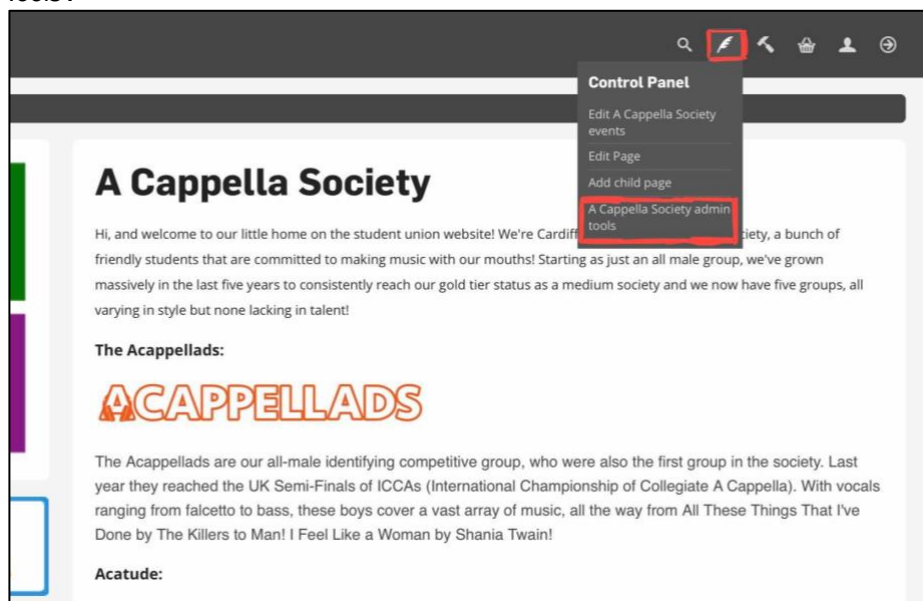 Control Panel
Edit A Cappella Society
events
Edit Page
Add child page
A Cappella Society admin
tools
A Cappella Society
Hi, and welcome to our little home on the student union website! We're Cardiff iety, a bunch of
friendly students that are committed to making music with our mouths! Starting as just an all male group, we've grown
massively in the last five years to consistently reach our gold tier status as a medium society and we now have five groups, all
varying in style but none lacking in talent!
The Acappellads:
ACAPPELLADS
The Acappellads are our all-male identifying competitive group, who were also the first group in the society. Last
year they reached the UK Semi-Finals of ICCAs (International Championship of Collegiate A Cappella). With vocals
ranging from falcetto to bass, these boys cover a vast array of music, all the way from All These Things That I've
Done by The Killers to Man! I Feel Like a Woman by Shania Twain!
Acatude: